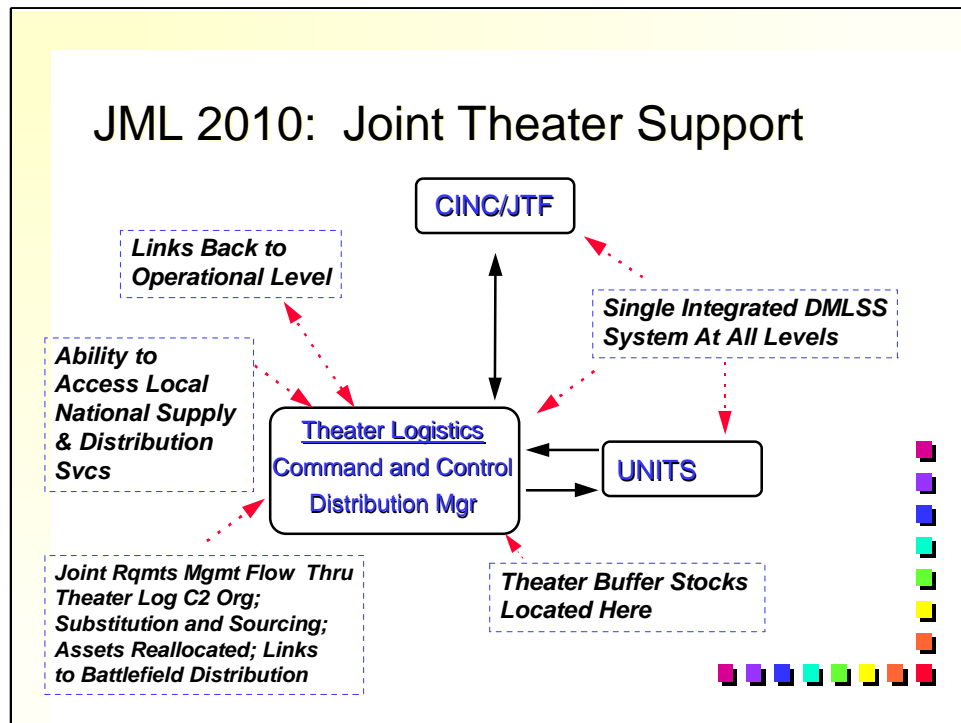 JML 2010: Joint Theater Support
CINC/JTF
Links Back to
Operational Level
Single Integrated DMLSS
System At All Levels
Ability to
Access Local
National Supply
& Distribution
Svcs
Theater Logistics
Command and Control
Distribution Mgr
UNITS
Joint Rqmts Mgmt Flow Thru
Theater Log C2 Org;
Substitution and Sourcing;
Assets Reallocated; Links
to Battlefield Distribution
Theater Buffer Stocks
Located Here